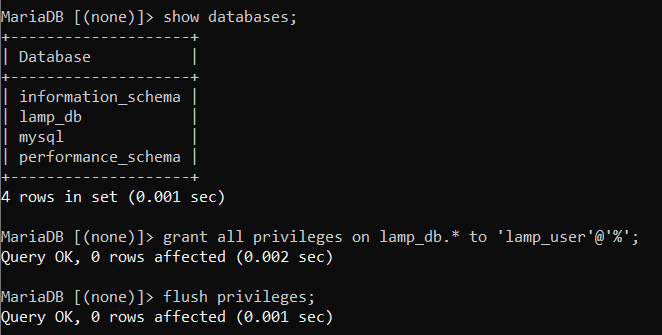 MariaDB [(none)]> show databases;
+--------------------+
| Database           |
+--------------------+
| information_schema |
| lamp_db            |
| mysql              |
| performance_schema |
+--------------------+
4 rows in set (0.001 sec)
MariaDB [(none)]> grant all privileges on lamp_db.* to 'lamp_user'@'%';
Query OK, 0 rows affected (0.002 sec)
MariaDB [(none)]> flush privileges;
Query OK, 0 rows affected (0.001 sec)